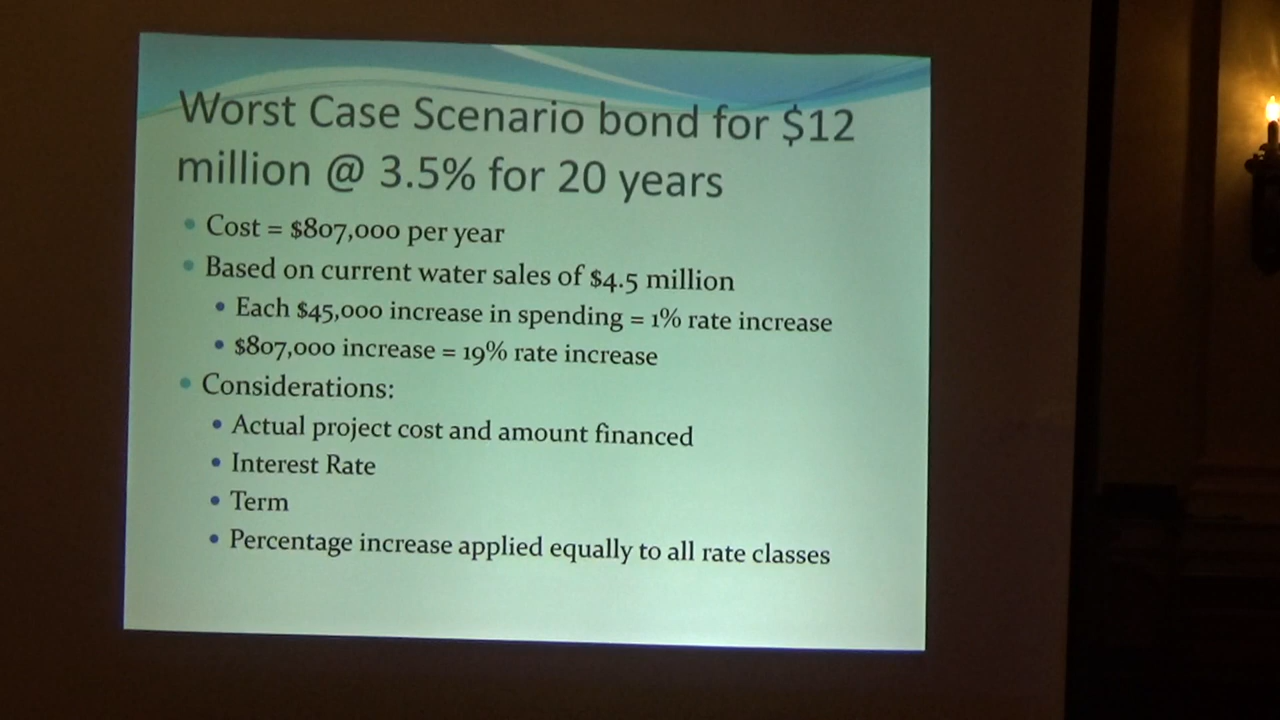 Worst Case Scenario bond for $12
million @ 3.5% for 20 years
Cost = $807,000 per year
Based on current water sales of $4.5 million
Each $45,000 increase in spending = 1% rate increase
$807,000 increase = 19% rate increase
Considerations:
Actual project cost and amount financed
Interest Rate
Term
Percentage increase applied equally to all rate classes